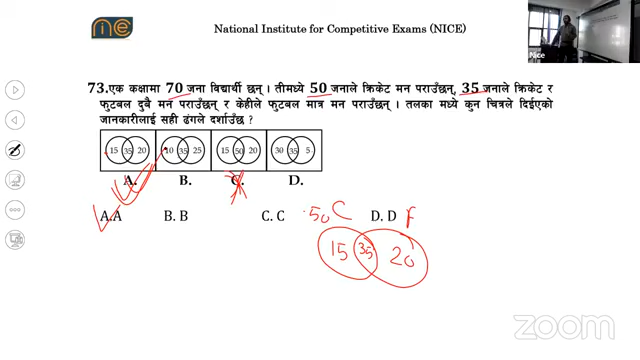 nice
National Institute for Competitive Exams (NICE)
73.एक कक्षामा 70 जना विद्यार्थी छन् । तीमध्ये 50 जनाले क्रिकेट मन पराउँछन्, 35 जनाले क्रिकेट र
फुटबल दुबै मन पराउँछन् र केहीले फुटबल मात्र मन पराउँछन् । तलका मध्ये कुन चित्रले दिईएको
जानकारीलाई सही ढंगले दर्शाउँछ ?
15 35 20 10 35 25 15 50 20 30 35 5
A. B. C. D.
A.A B. B C. C D. D
50 C F
15 35 20
zoom